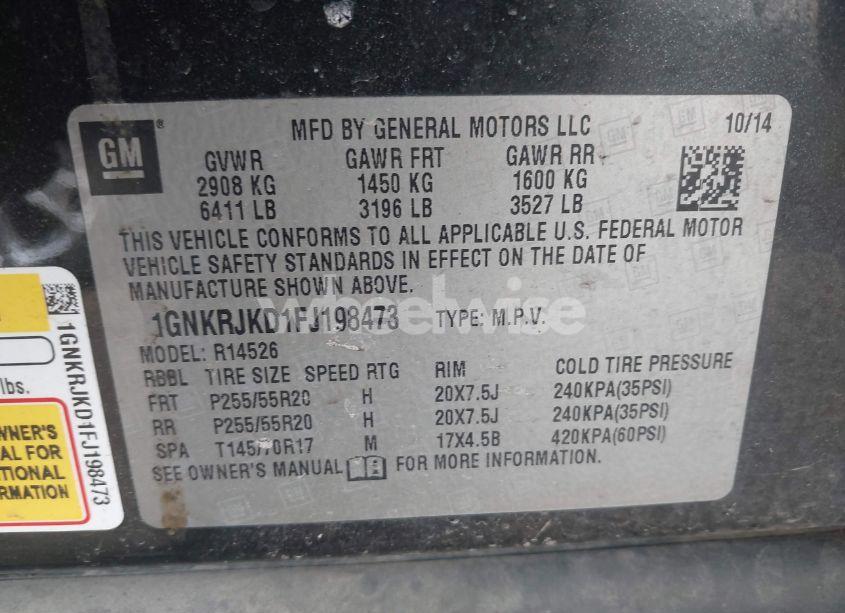 GM
®
MFD BY GENERAL MOTORS LLC 10/14
GVWR GAWR FRT GAWR RR
2908 KG 1450 KG 1600 KG
6411 LB 3196 LB 3527 LB
THIS VEHICLE CONFORMS TO ALL APPLICABLE U.S. FEDERAL MOTOR
VEHICLE SAFETY STANDARDS IN EFFECT ON THE DATE OF
MANUFACTURE SHOWN ABOVE.
1GNKRJKD1FJ198473 TYPE: M.P.V.
MODEL: R14526
RBBL TIRE SIZE SPEED RTG RIM COLD TIRE PRESSURE
FRT P255/55R20 H 20X7.5J 240KPA(35PSI)
RR P255/55R20 H 20X7.5J 240KPA(35PSI)
SPA T145/70R17 M 17X4.5B 420KPA(60PSI)
SEE OWNER'S MANUAL FOR MORE INFORMATION.
wheelwise
1GNKRJKD1FJ198473
lbs.
WNER'S
AL FOR
TIONAL
RMATION